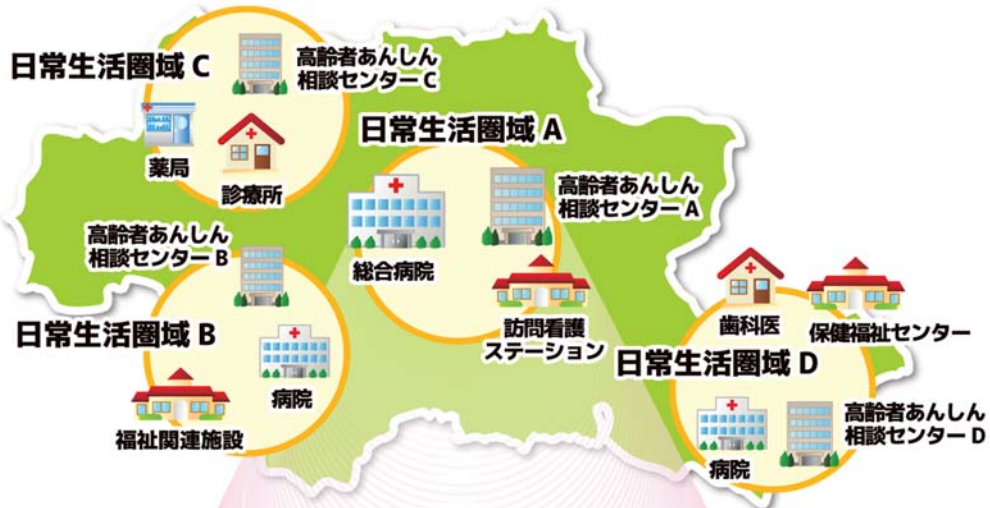 日常生活圏域 C
高齢者あんしん
相談センター C
薬局
診療所
日常生活圏域 A
高齢者あんしん
相談センター A
総合病院
訪問看護
ステーション
高齢者あんしん
相談センター B
日常生活圏域 B
病院
福祉関連施設
歯科医
保健福祉センター
日常生活圏域 D
高齢者あんしん
相談センター D
病院